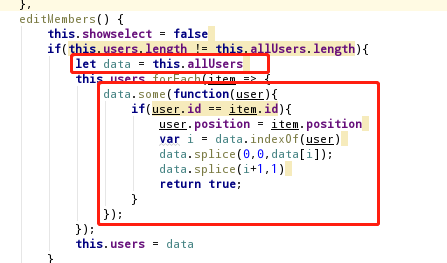 },
editMembers() {
this.showselect = false
if(this.users.length != this.allUsers.length){
let data = this.allUsers
this.users.forEach(item => {
data.some(function(user){
if(user.id == item.id){
user.position = item.position
var i = data.indexOf(user)
data.splice(0,0,data[i]);
data.splice(i+1,1)
return true;
}
});
});
this.users = data
}